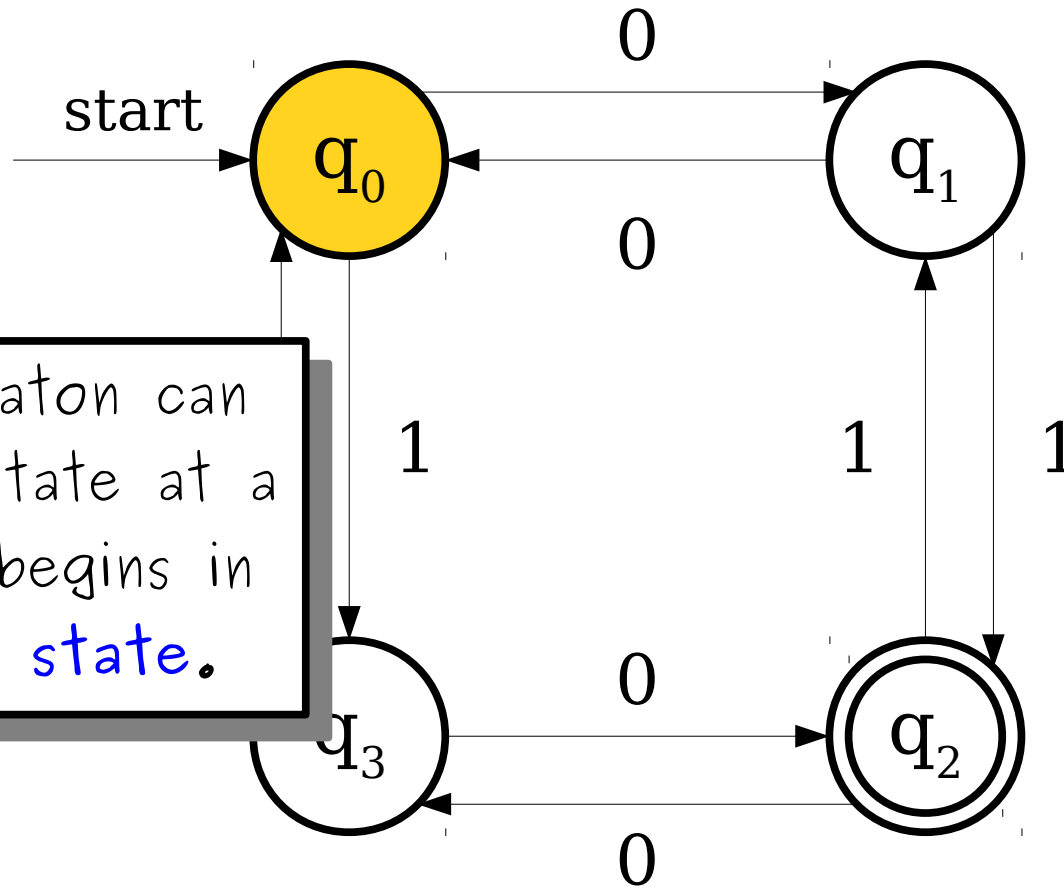 0
start
q0
q1
0
aton can
tate at a
begins in
state.
1
1
1
0
q3
q2
0